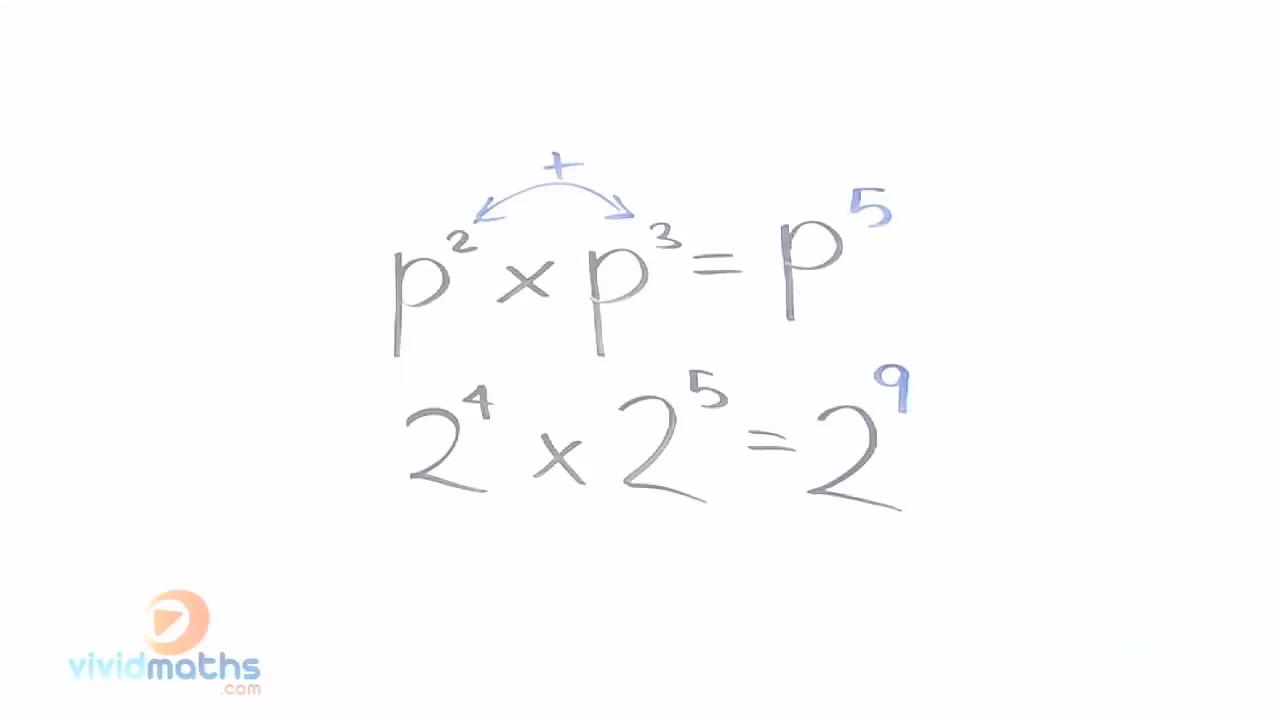 +
p² × p³ = p⁵
2⁴ × 2⁵ = 2⁹
vividmaths
.com